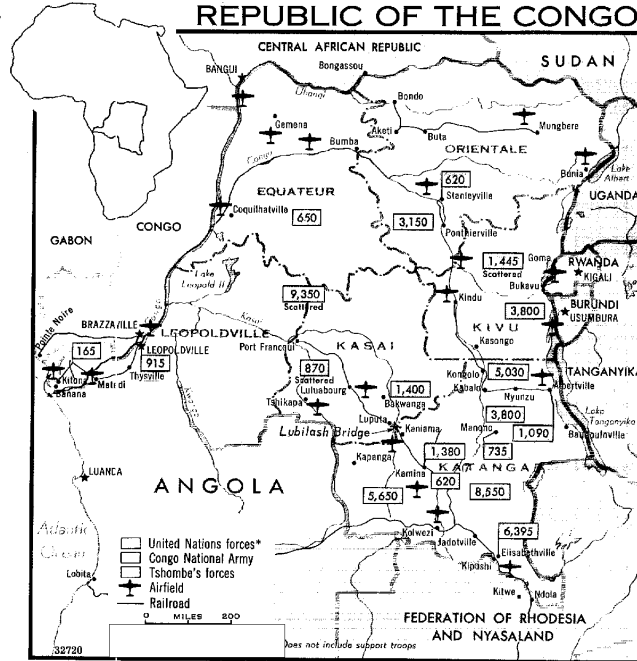 REPUBLIC OF THE CONGO
CENTRAL AFRICAN REPUBLIC
SUDAN
BANGUI
Bongassou
Ubangi
Bondo
Gemena
Aketi
Buta
Mungbere
Bumba
Congo
ORIENTALE
Bunia
Lake
Albert
EQUATEUR
620
Stanleyville
UGANDA
Coquilhatville
650
3,150
CONGO
Ponthierville
GABON
1,445
Scattered
Goma
RWANDA
KIGALI
Bukavu
Lake
Leopold II
9,350
Scattered
Kindu
3,800
BURUNDI
USUMBURA
Pointe Noire
BRAZZAVILLE
LEOPOLDVILLE
Kasai
KIVU
Port Francqui
KASAI
Kasongo
165
LEOPOLDVILLE
915
870
Scattered
Kongolo
5,030
TANGANYIKA
Kitona
Matadi
Thysville
Luluabourg
1,400
Kabalo
Albertville
Banana
Nyunzu
Tshikapa
Bakwanga
3,800
Lake
Tanganyika
Luputa
Manono
1,090
Lubilash Bridge
Kaniama
735
Baudouinville
1,380
KATANGA
Kapanga
Kamina
620
LUANDA
ANGOLA
5,650
8,550
Atlantic
Ocean
6,395
Kolwezi
Jadotville
Elisabethville
United Nations forces*
Congo National Army
Tshombe's forces
Airfield
Railroad
Kipushi
Lobita
Kitwe
Ndola
0 MILES 200
FEDERATION OF RHODESIA
AND NYASALAND
32720
Does not include support troops